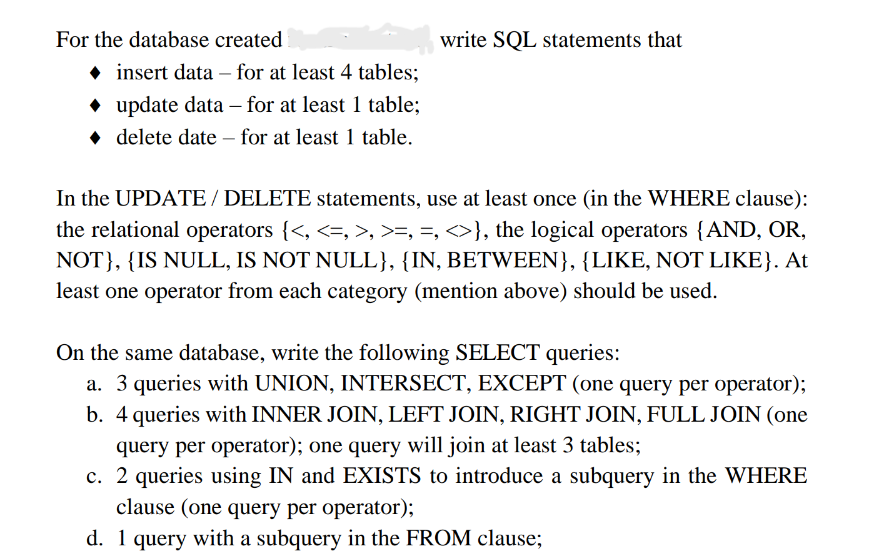 For the database created write SQL statements that
♦ insert data – for at least 4 tables;
♦ update data – for at least 1 table;
♦ delete date – for at least 1 table.
In the UPDATE / DELETE statements, use at least once (in the WHERE clause):
the relational operators {<, <=, >, >=, =, <>}, the logical operators {AND, OR,
NOT}, {IS NULL, IS NOT NULL}, {IN, BETWEEN}, {LIKE, NOT LIKE}. At
least one operator from each category (mention above) should be used.
On the same database, write the following SELECT queries:
a. 3 queries with UNION, INTERSECT, EXCEPT (one query per operator);
b. 4 queries with INNER JOIN, LEFT JOIN, RIGHT JOIN, FULL JOIN (one
query per operator); one query will join at least 3 tables;
c. 2 queries using IN and EXISTS to introduce a subquery in the WHERE
clause (one query per operator);
d. 1 query with a subquery in the FROM clause;